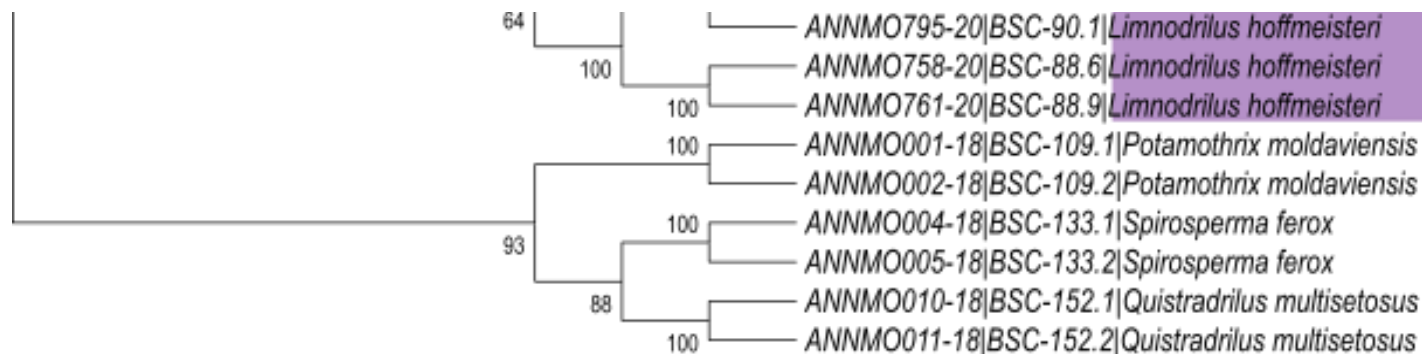 64
ANNMO795-20|BSC-90.1|Limnodrilus hoffmeisteri
100
ANNMO758-20|BSC-88.6|Limnodrilus hoffmeisteri
100
ANNMO761-20|BSC-88.9|Limnodrilus hoffmeisteri
100
ANNMO001-18|BSC-109.1|Potamothrix moldaviensis
ANNMO002-18|BSC-109.2|Potamothrix moldaviensis
93
100
ANNMO004-18|BSC-133.1|Spirosperma ferox
ANNMO005-18|BSC-133.2|Spirosperma ferox
88
ANNMO010-18|BSC-152.1|Quistradrilus multisetosus
100
ANNMO011-18|BSC-152.2|Quistradrilus multisetosus